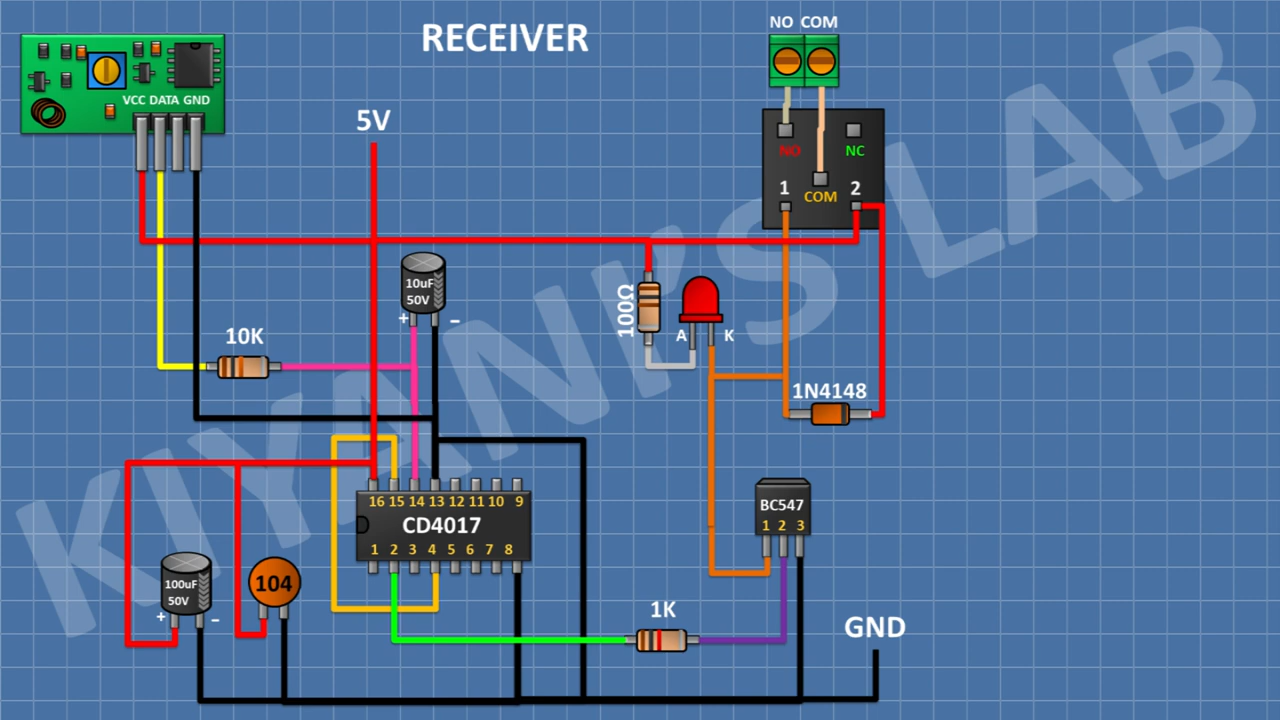 RECEIVER
NO COM
VCC DATA GND
5V
NO
NC
1
COM
2
10uF
50V
+
–
100Ω
A
K
10K
1N4148
16 15 14 13 12 11 10 9
CD4017
1 2 3 4 5 6 7 8
BC547
1 2 3
100uF
50V
+
–
104
1K
GND
KIYANK'S LAB